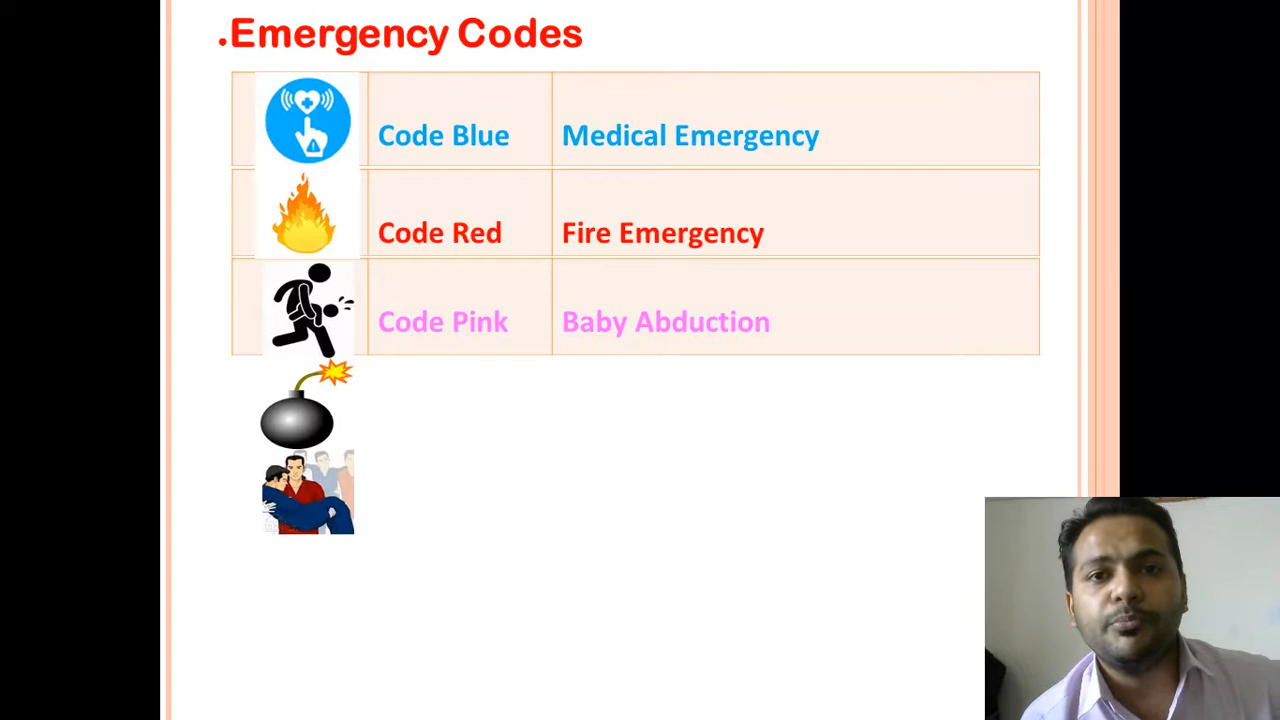 .Emergency Codes
Code Blue Medical Emergency
Code Red Fire Emergency
Code Pink Baby Abduction